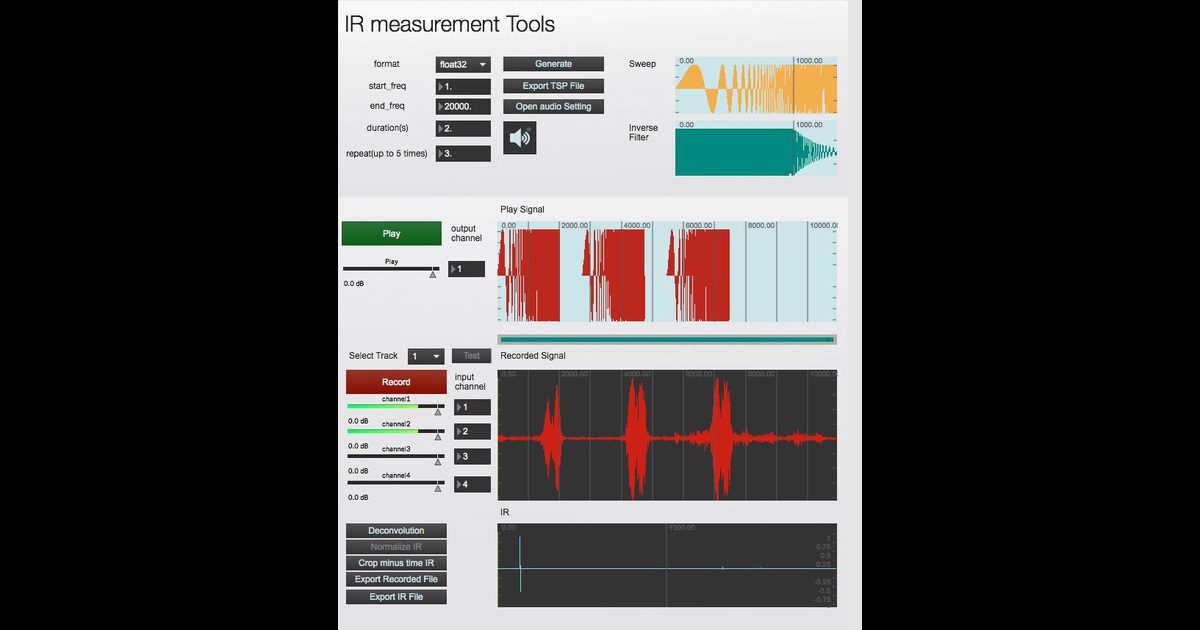 IR measurement Tools
format
float32
Generate
Sweep
0.00
1000.00
start_freq
1.
Export TSP File
end_freq
20000.
Open audio Setting
duration(s)
2.
Inverse
Filter
0.00
1000.00
repeat(up to 5 times)
3.
Play Signal
Play
output
channel
0.00
2000.00
4000.00
6000.00
8000.00
10000.0
Play
1
0.0 dB
Select Track
1
Test
Recorded Signal
Record
input
channel
0.00
2000.00
4000.00
6000.00
8000.00
10000.0
channel1
1
0.0 dB
channel2
2
0.0 dB
channel3
3
0.0 dB
channel4
4
0.0 dB
IR
Deconvolution
Normalize IR
Crop minus time IR
Export Recorded File
Export IR File
0.00
1000.00
1
0.75
0.5
0.25
-0.25
-0.5
-0.75